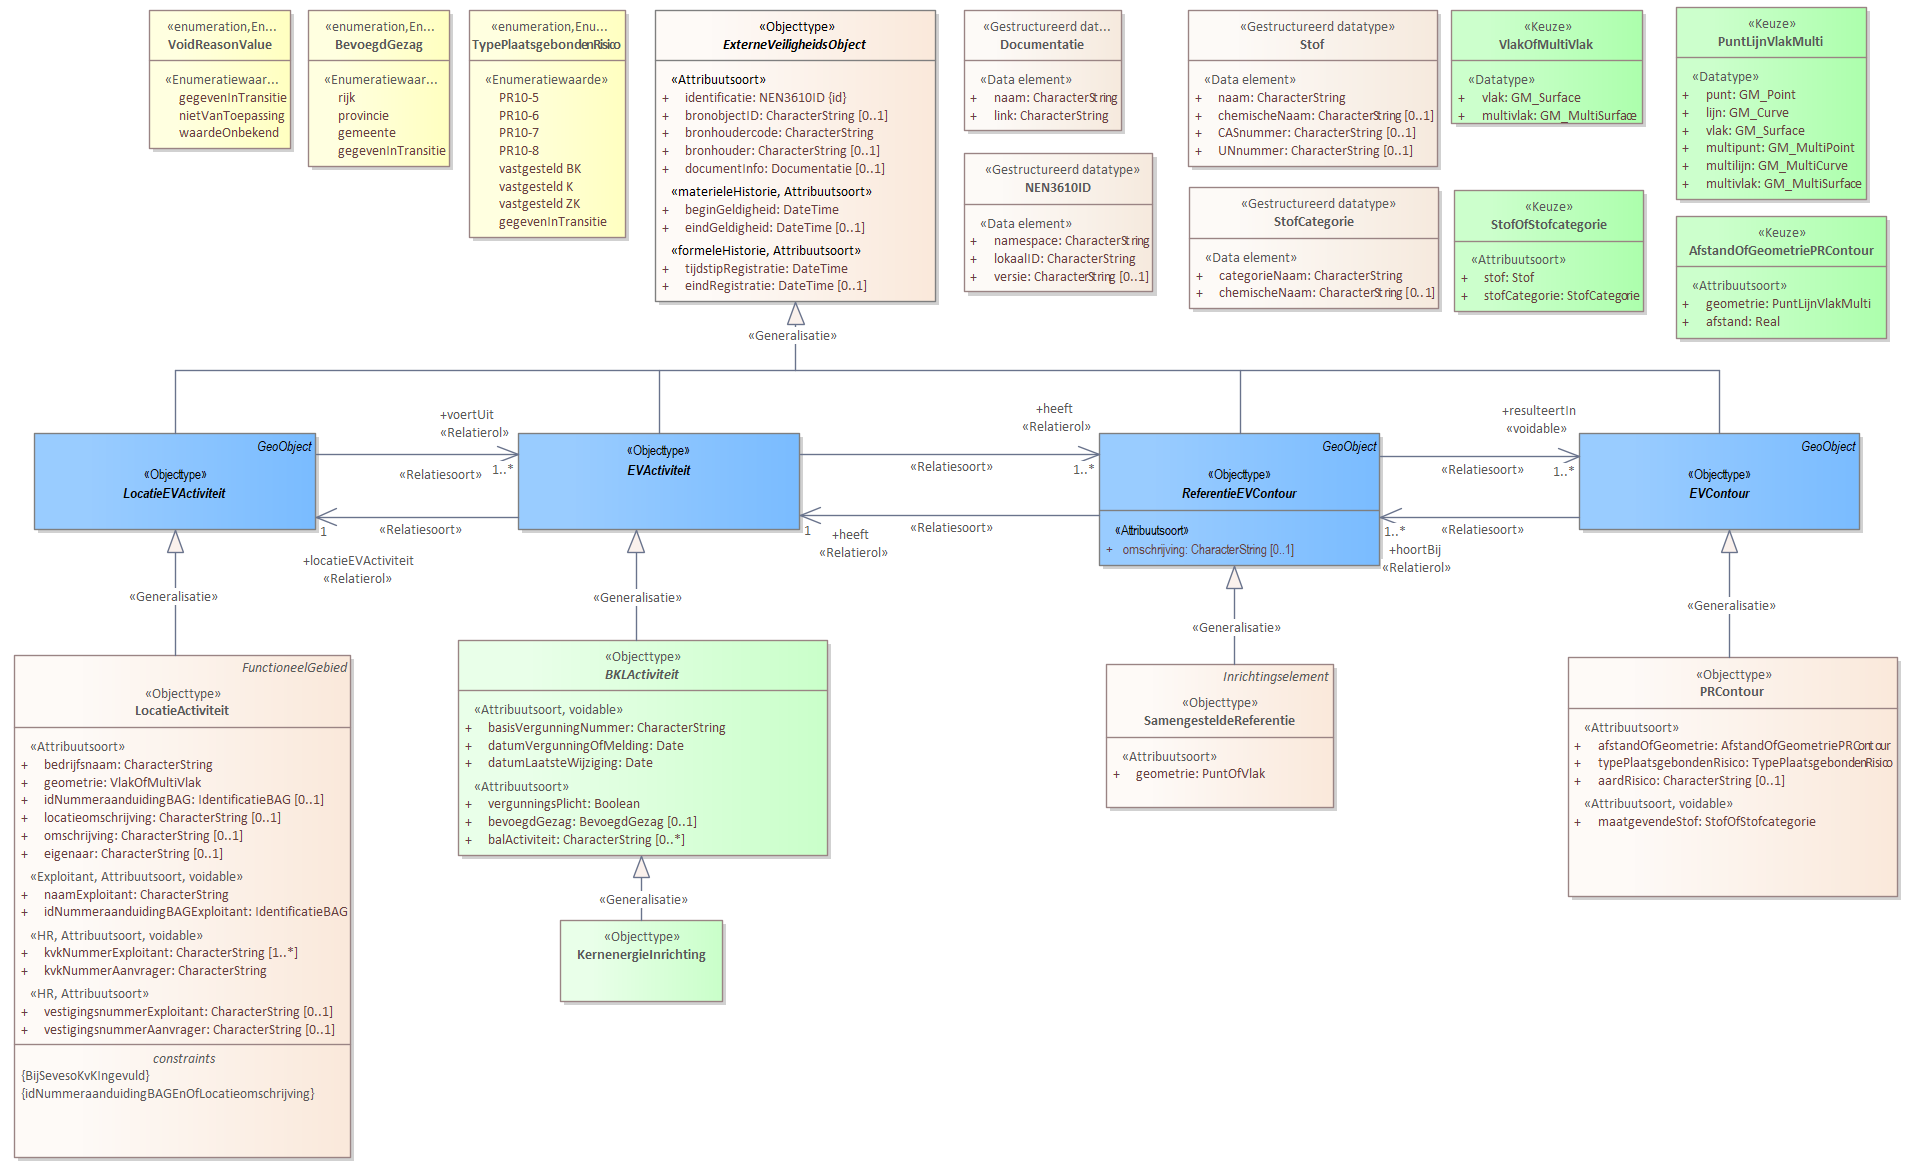 «enumeration,En...
VoidReasonValue
«Enumeratiewaar...
gegevenInTransitie
nietVanToepassing
waardeOnbekend
«enumeration,En...
BevoegdGezag
«Enumeratiewaar...
rijk
provincie
gemeente
gegevenInTransitie
«enumeration,Enu...
TypePlaatsgebondenRisico
«Enumeratiewaarde»
PR10-5
PR10-6
PR10-7
PR10-8
vastgesteld BK
vastgesteld K
vastgesteld ZK
gegevenInTransitie
«Objecttype»
ExterneVeiligheidsObject
«Attribuutsoort»
+ identificatie: NEN3610ID {id}
+ bronobjectID: CharacterString [0..1]
+ bronhoudercode: CharacterString
+ bronhouder: CharacterString [0..1]
+ documentInfo: Documentatie [0..1]
«materieleHistorie, Attribuutsoort»
+ beginGeldigheid: DateTime
+ eindGeldigheid: DateTime [0..1]
«formeleHistorie, Attribuutsoort»
+ tijdstipRegistratie: DateTime
+ eindRegistratie: DateTime [0..1]
«Gestructureerd dat...
Documentatie
«Data element»
+ naam: CharacterString
+ link: CharacterString
«Gestructureerd datatype»
NEN3610ID
«Data element»
+ namespace: CharacterString
+ lokaalID: CharacterString
+ versie: CharacterString [0..1]
«Gestructureerd datatype»
Stof
«Data element»
+ naam: CharacterString
+ chemischeNaam: CharacterString [0..1]
+ CASnummer: CharacterString [0..1]
+ UNnummer: CharacterString [0..1]
«Gestructureerd datatype»
StofCategorie
«Data element»
+ categorieNaam: CharacterString
+ chemischeNaam: CharacterString [0..1]
«Keuze»
VlakOfMultiVlak
«Datatype»
+ vlak: GM_Surface
+ multivlak: GM_MultiSurface
«Keuze»
StofOfStofcategorie
«Attribuutsoort»
+ stof: Stof
+ stofCategorie: StofCategorie
«Keuze»
PuntLijnVlakMulti
«Datatype»
+ punt: GM_Point
+ lijn: GM_Curve
+ vlak: GM_Surface
+ multipunt: GM_MultiPoint
+ multilijn: GM_MultiCurve
+ multivlak: GM_MultiSurface
«Keuze»
AfstandOfGeometriePRContour
«Attribuutsoort»
+ geometrie: PuntLijnVlakMulti
+ afstand: Real
«Generalisatie»
GeoObject
«Objecttype»
LocatieEVActiviteit
+voertUit
«Relatierol»
«Relatiesoort» 1..*
«Relatiesoort»
1
+locatieEVActiviteit
«Relatierol»
«Objecttype»
EVActiviteit
+heeft
«Relatierol»
«Relatiesoort» 1..*
«Relatiesoort»
1
+heeft
«Relatierol»
GeoObject
«Objecttype»
ReferentieEVContour
«Attribuutsoort»
+ omschrijving: CharacterString [0..1]
+resulteertIn
«voidable»
«Relatiesoort» 1..*
«Relatiesoort»
1..*
+hoortBij
«Relatierol»
GeoObject
«Objecttype»
EVContour
«Generalisatie»
«Generalisatie»
«Generalisatie»
«Generalisatie»
FunctioneelGebied
«Objecttype»
LocatieActiviteit
«Attribuutsoort»
+ bedrijfsnaam: CharacterString
+ geometrie: VlakOfMultiVlak
+ idNummeraanduidingBAG: IdentificatieBAG [0..1]
+ locatieomschrijving: CharacterString [0..1]
+ omschrijving: CharacterString [0..1]
+ eigenaar: CharacterString [0..1]
«Exploitant, Attribuutsoort, voidable»
+ naamExploitant: CharacterString
+ idNummeraanduidingBAGExploitant: IdentificatieBAG
«HR, Attribuutsoort, voidable»
+ kvkNummerExploitant: CharacterString [1..*]
+ kvkNummerAanvrager: CharacterString
«HR, Attribuutsoort»
+ vestigingsnummerExploitant: CharacterString [0..1]
+ vestigingsnummerAanvrager: CharacterString [0..1]
constraints
{BijSevesoKvKIngevuld}
{idNummeraanduidingBAGEnOfLocatieomschrijving}
«Objecttype»
BKLActiviteit
«Attribuutsoort, voidable»
+ basisVergunningNummer: CharacterString
+ datumVergunningOfMelding: Date
+ datumLaatsteWijziging: Date
«Attribuutsoort»
+ vergunningsPlicht: Boolean
+ bevoegdGezag: BevoegdGezag [0..1]
+ balActiviteit: CharacterString [0..*]
«Generalisatie»
«Objecttype»
KernenergieInrichting
Inrichtingselement
«Objecttype»
SamengesteldeReferentie
«Attribuutsoort»
+ geometrie: PuntOfVlak
«Objecttype»
PRContour
«Attribuutsoort»
+ afstandOfGeometrie: AfstandOfGeometriePRContour
+ typePlaatsgebondenRisico: TypePlaatsgebondenRisico
+ aardRisico: CharacterString [0..1]
«Attribuutsoort, voidable»
+ maatgevendeStof: StofOfStofcategorie